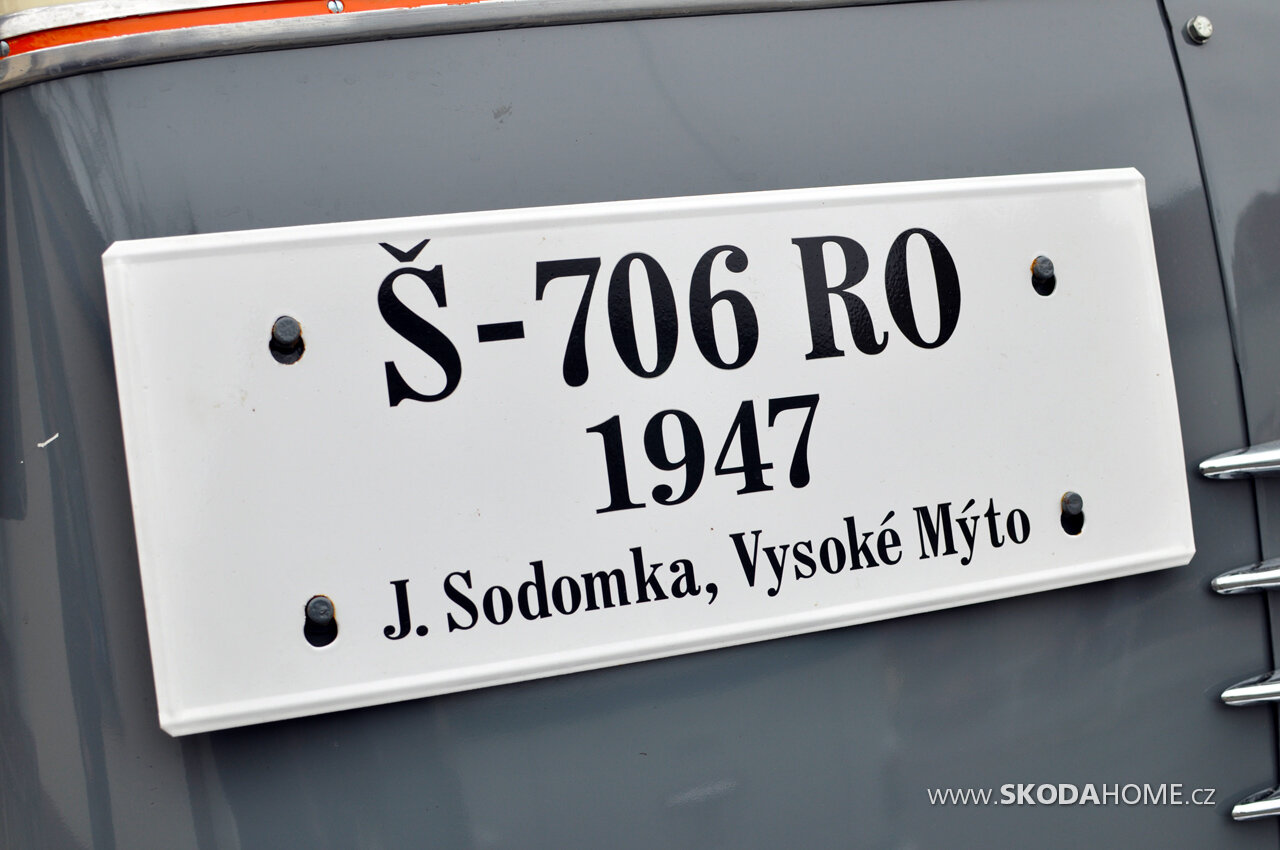 Š-706 RO
1947
J. Sodomka, Vysoké Mýto
www.SKODAHOME.cz